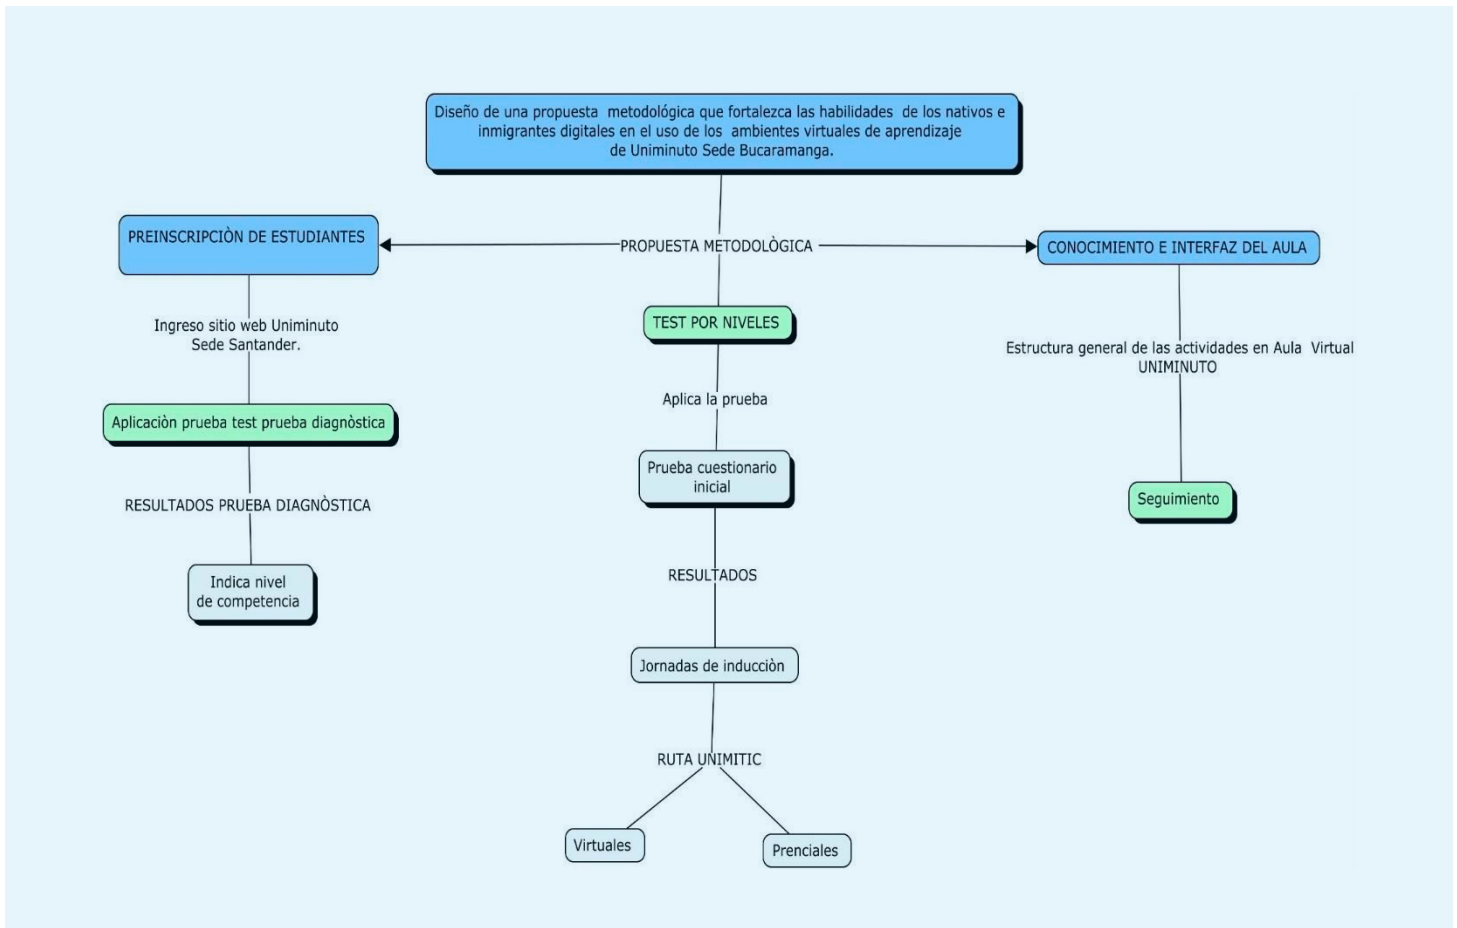 Diseño de una propuesta metodológica que fortalezca las habilidades de los nativos e
inmigrantes digitales en el uso de los ambientes virtuales de aprendizaje
de Uniminuto Sede Bucaramanga.
PREINSCRIPCIÒN DE ESTUDIANTES
PROPUESTA METODOLÒGICA
CONOCIMIENTO E INTERFAZ DEL AULA
Ingreso sitio web Uniminuto
Sede Santander.
Aplicaciòn prueba test prueba diagnòstica
RESULTADOS PRUEBA DIAGNÒSTICA
Indica nivel
de competencia
TEST POR NIVELES
Aplica la prueba
Prueba cuestionario
inicial
RESULTADOS
Jornadas de inducciòn
RUTA UNIMITIC
Virtuales
Prenciales
Estructura general de las actividades en Aula Virtual
UNIMINUTO
Seguimiento